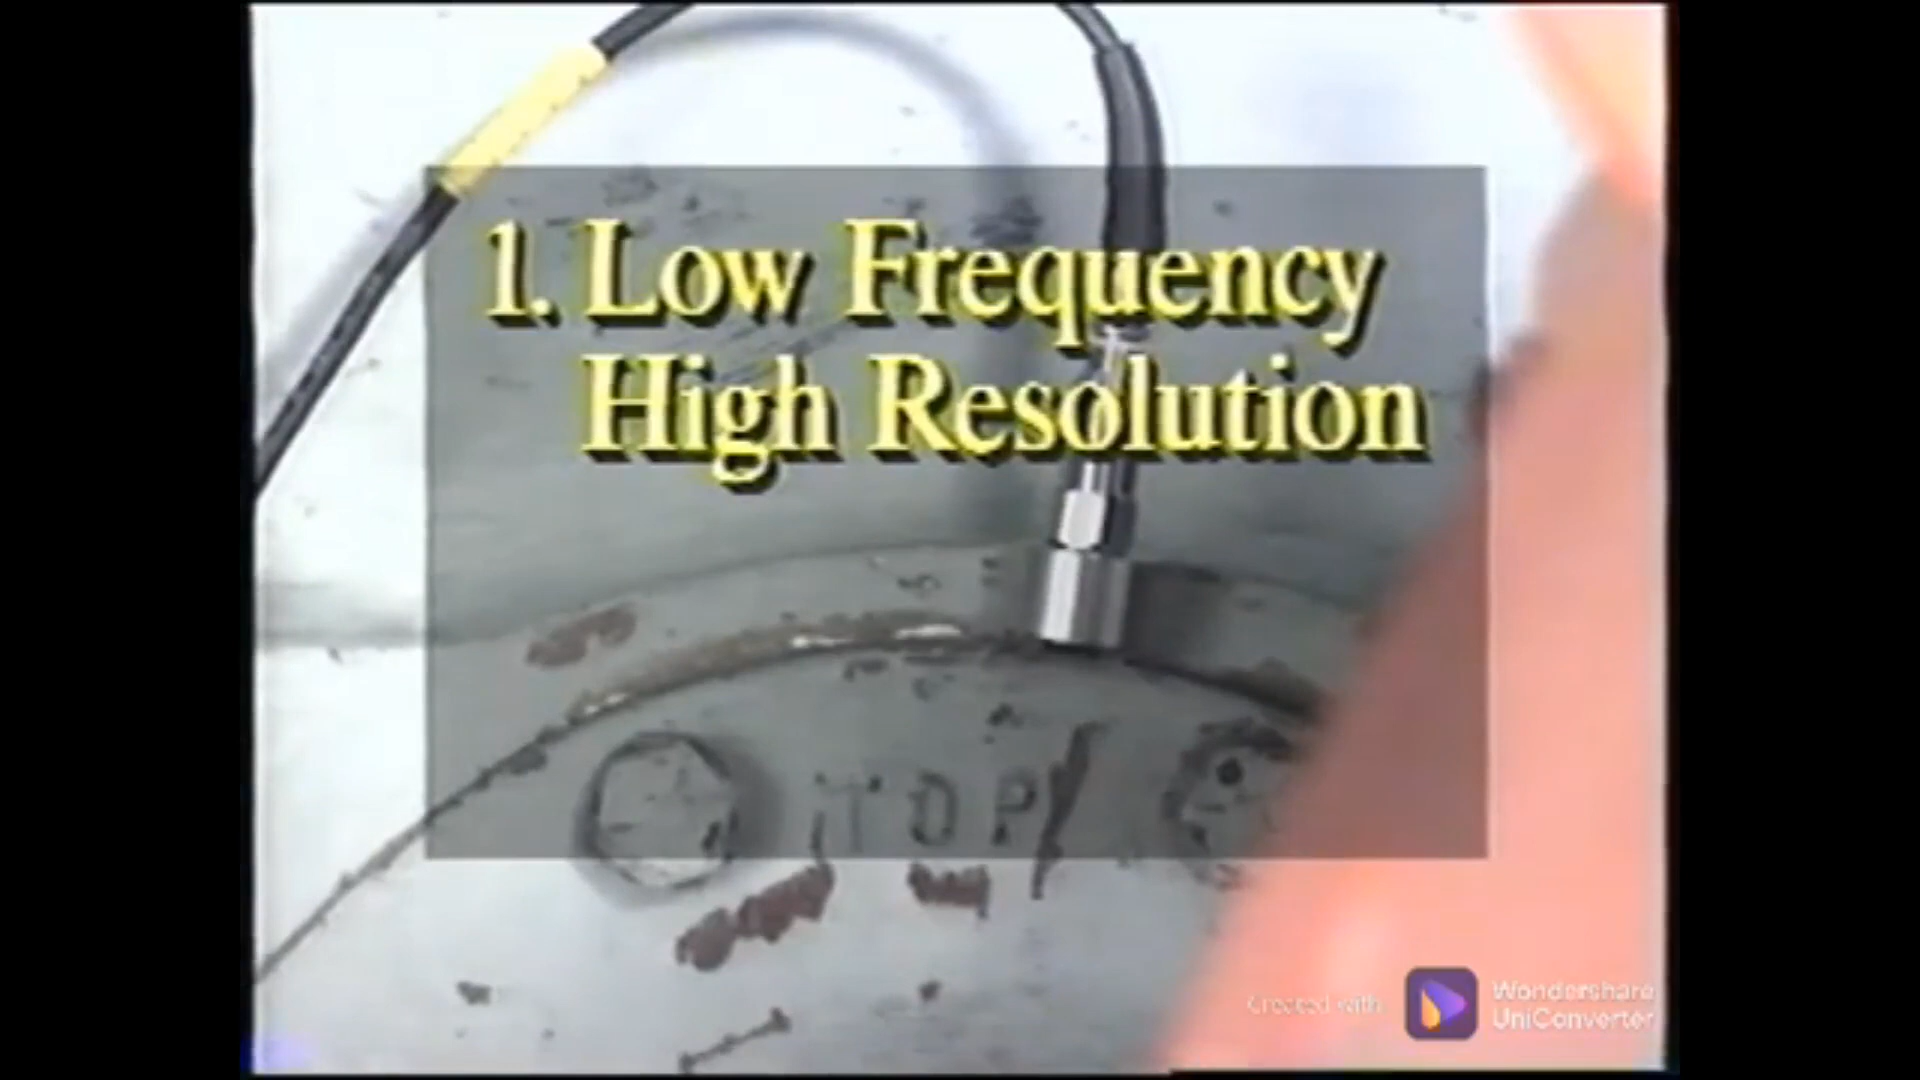 1. Low Frequency
High Resolution
TOP
Created with
Wondershare
UniConverter